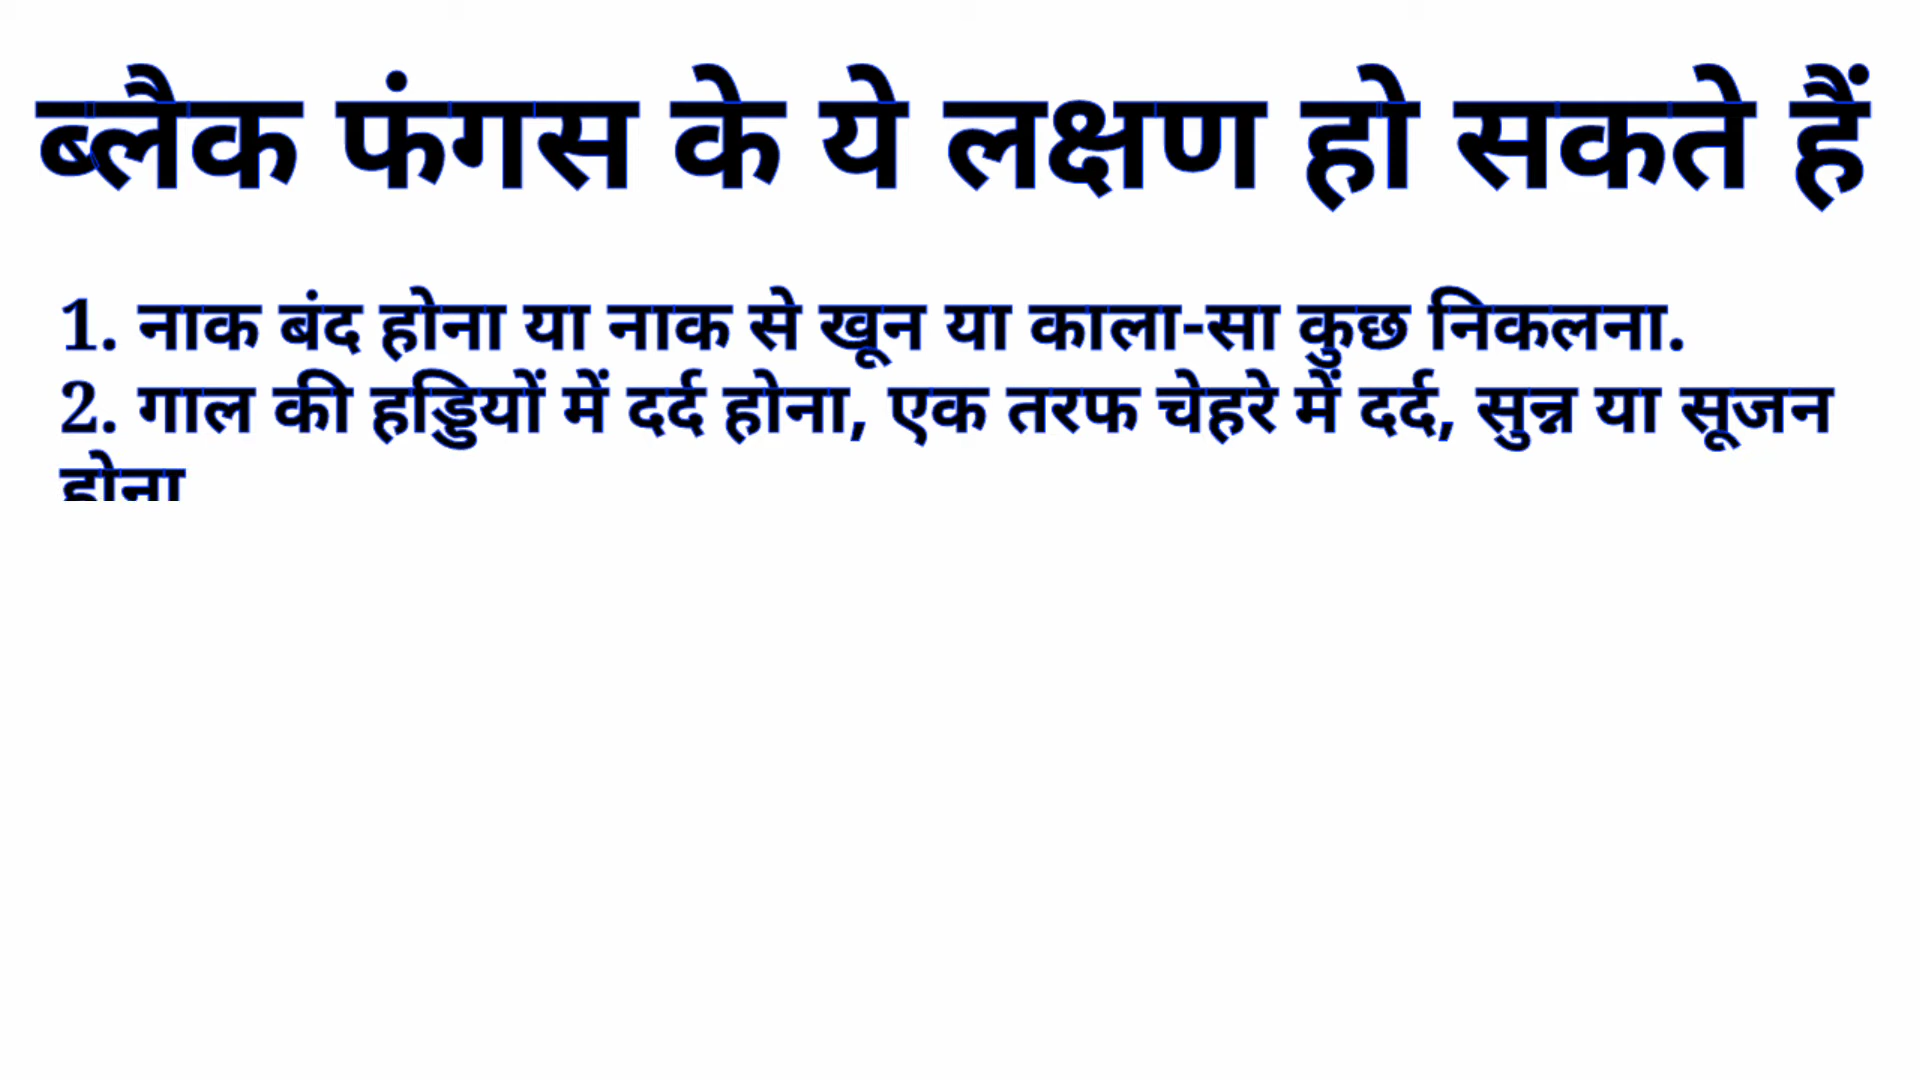 ब्लैक फंगस के ये लक्षण हो सकते हैं
1. नाक बंद होना या नाक से खून या काला-सा कुछ निकलना.
2. गाल की हड्डियों में दर्द होना, एक तरफ चेहरे में दर्द, सुन्न या सूजन
होना